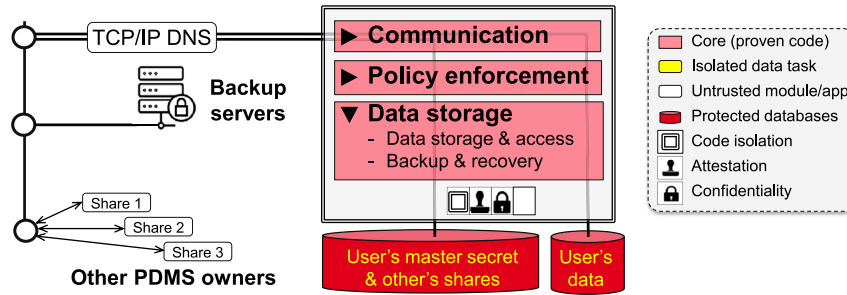 TCP/IP DNS
Backup
servers
Share 1
Share 2
Share 3
Other PDMS owners
▶ Communication
▶ Policy enforcement
▼ Data storage
- Data storage & access
- Backup & recovery
User's master secret
& other's shares
User's
data
Core (proven code)
Isolated data task
Untrusted module/app
Protected databases
Code isolation
Attestation
Confidentiality